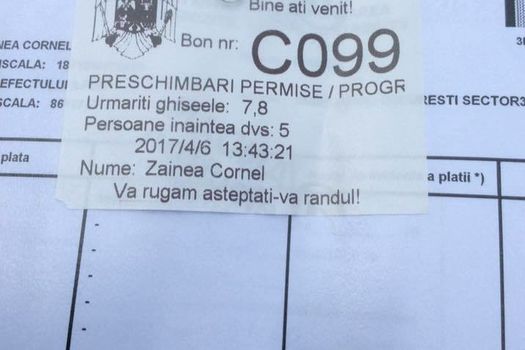 Bine ati venit!
Bon nr: C099
NEA CORNEL
ISCALA: 18
PRESCHIMBARI PERMISE / PROGR
EFECTULUI
SCALA: 86
Urmariti ghiseele: 7,8
RESTI SECTOR3
Persoane inaintea dvs: 5
2017/4/6 13:43:21
plata
Nume: Zainea Cornel
a platii *)
Va rugam asteptati-va randul!